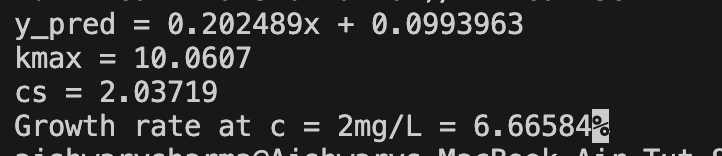 y_pred = 0.202489x + 0.0993963
kmax = 10.0607
cs = 2.03719
Growth rate at c = 2mg/L = 6.66584%